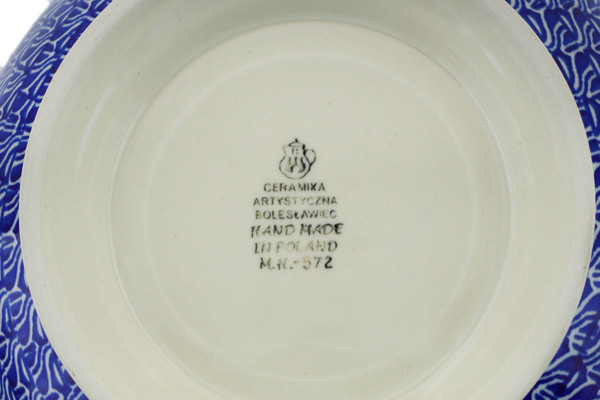 CERAMIKA
ARTYSTYCZNA
BOLESŁAWIEC
HAND MADE
IN POLAND
M.K.-572